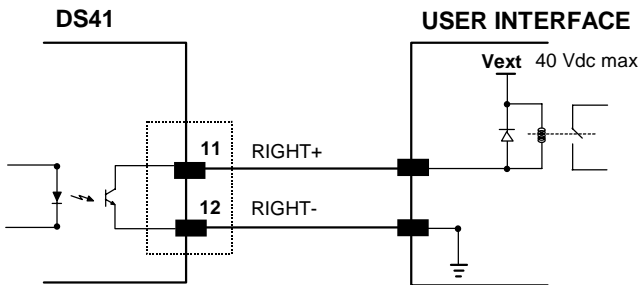 DS41
USER INTERFACE
Vext 40 Vdc max
11 RIGHT+
12 RIGHT-